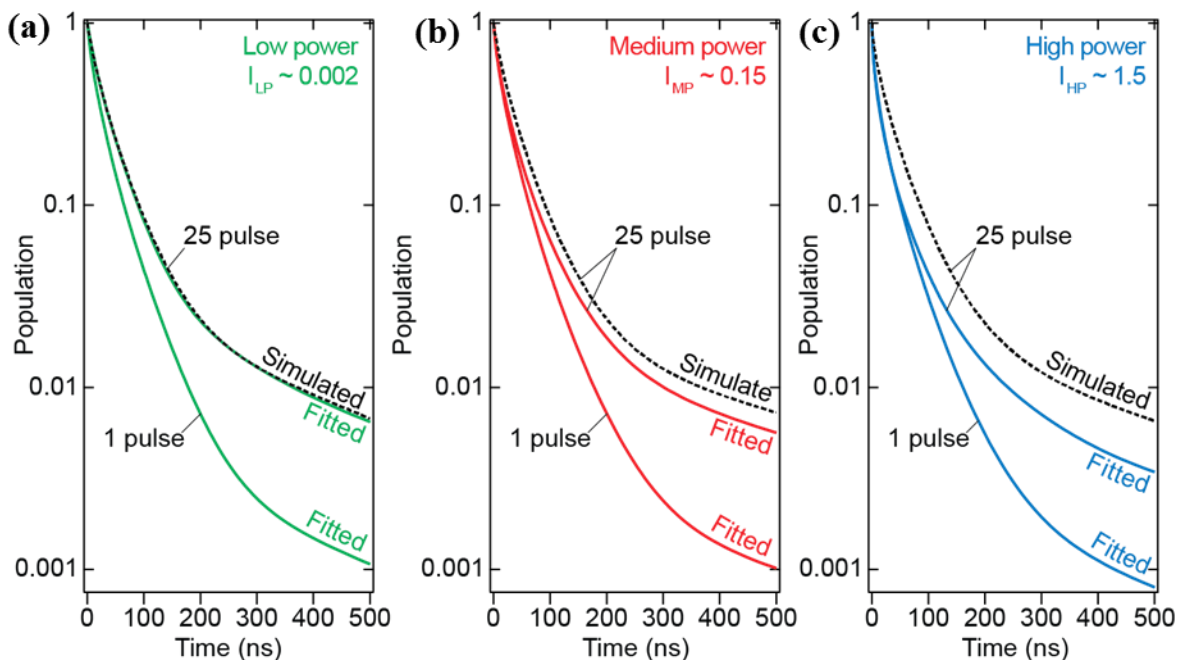 (a)
1
0.1
0.01
0.001
Population
0
100
200
300
400
500
Time (ns)
Low power
I_LP ~ 0.002
25 pulse
Simulated
Fitted
1 pulse
Fitted
(b)
1
0.1
0.01
0.001
Population
0
100
200
300
400
500
Time (ns)
Medium power
I_MP ~ 0.15
25 pulse
Simulate
Fitted
1 pulse
Fitted
(c)
1
0.1
0.01
0.001
Population
0
100
200
300
400
500
Time (ns)
High power
I_HP ~ 1.5
25 pulse
Simulated
Fitted
1 pulse
Fitted